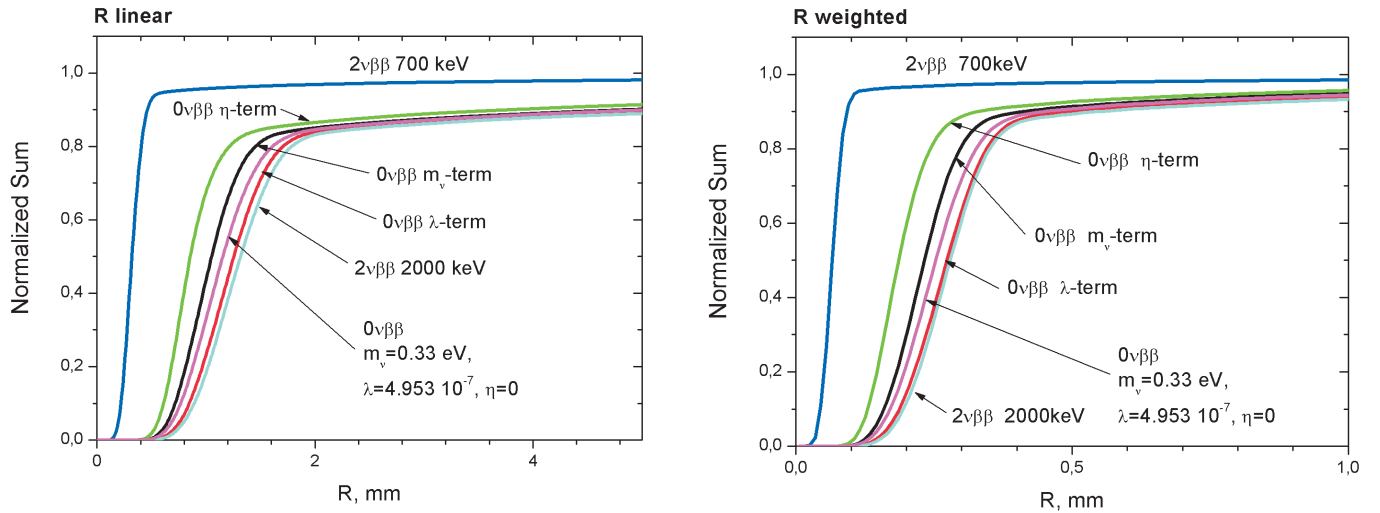 R linear
Normalized Sum
1,0
0,8
0,6
0,4
0,2
0,0
2νββ 700 keV
0νββ η-term
0νββ mν-term
0νββ λ-term
2νββ 2000 keV
0νββ
mν=0.33 eV,
λ=4.953 10-7, η=0
0
2
4
R, mm
R weighted
Normalized Sum
1,0
0,8
0,6
0,4
0,2
0,0
2νββ 700keV
0νββ η-term
0νββ mν-term
0νββ λ-term
0νββ
mν=0.33 eV,
λ=4.953 10-7, η=0
2νββ 2000keV
0,0
0,5
1,0
R, mm